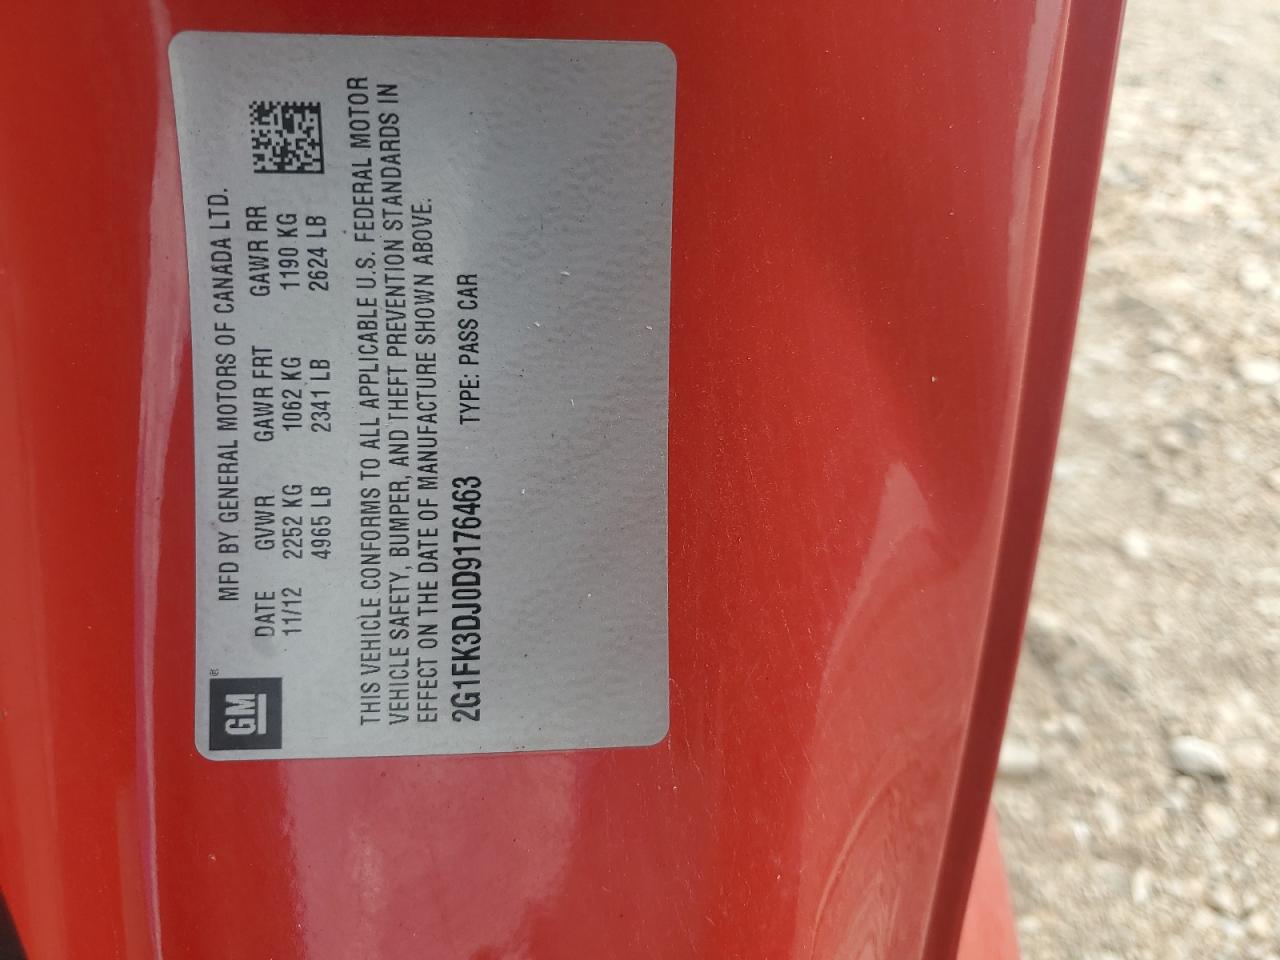 GM®
MFD BY GENERAL MOTORS OF CANADA LTD.
DATE GVWR GAWR FRT GAWR RR
11/12 2252 KG 1062 KG 1190 KG
4965 LB 2341 LB 2624 LB
THIS VEHICLE CONFORMS TO ALL APPLICABLE U.S. FEDERAL MOTOR
VEHICLE SAFETY, BUMPER, AND THEFT PREVENTION STANDARDS IN
EFFECT ON THE DATE OF MANUFACTURE SHOWN ABOVE.
2G1FK3DJ0D9176463 TYPE: PASS CAR